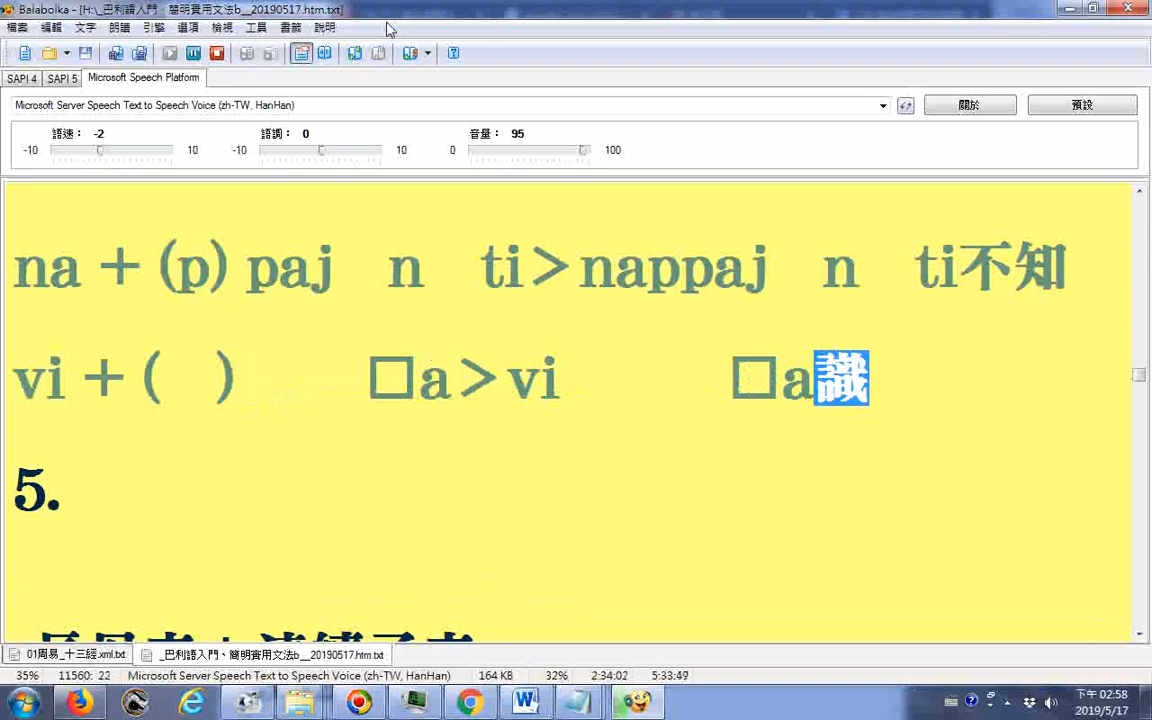 Balabolka - [H:\_巴利語入門﹑簡明實用文法b__20190517.htm.txt]
檔案 編輯 文字 朗讀 引擎 選項 檢視 工具 書籤 說明
SAPI 4 SAPI 5 Microsoft Speech Platform
Microsoft Server Speech Text to Speech Voice (zh-TW, HanHan) 關於 預設
語速： -2 語調： 0 音量： 95
-10 10 -10 10 0 100
na＋(p) paj n ti＞nappaj n ti不知
vi＋( ) □a＞vi □a識
5.
01周易_十三經.xml.txt _巴利語入門﹑簡明實用文法b__20190517.htm.txt
35% 11560: 22 Microsoft Server Speech Text to Speech Voice (zh-TW, HanHan) 164 KB 32% 2:34:02 5:33:49
下午 02:58
2019/5/17